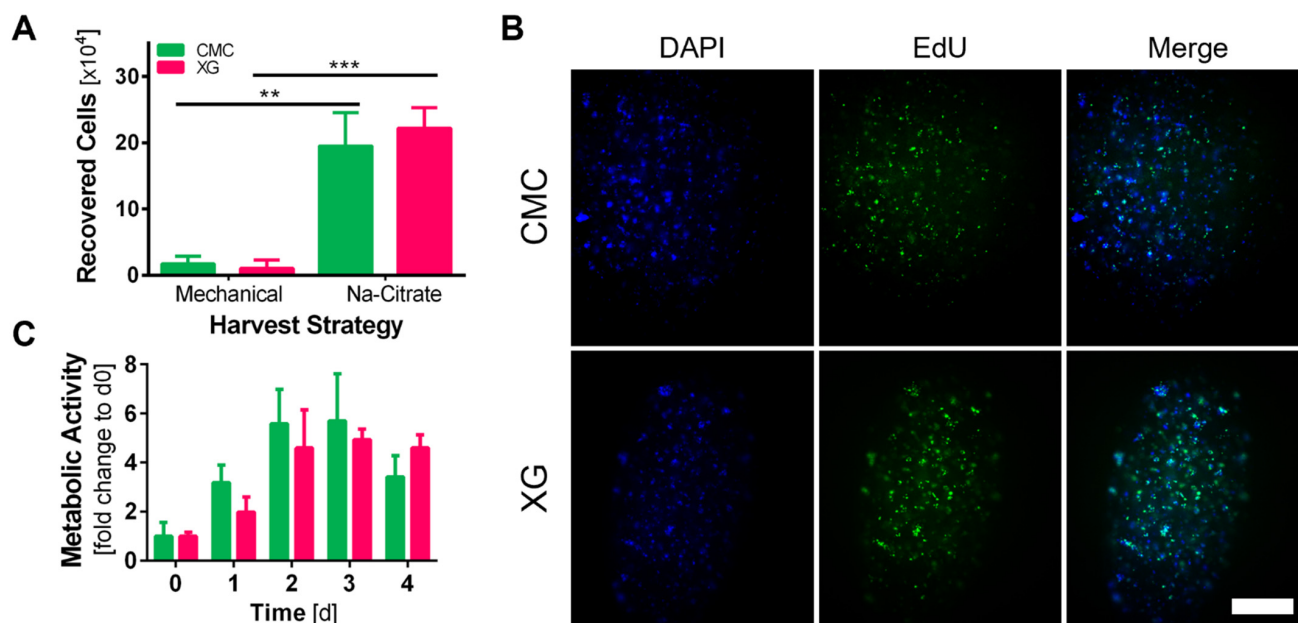 A
CMC
XG
Recovered Cells [x10⁴]
30
20
10
0
**
***
Mechanical Na-Citrate
Harvest Strategy
B
DAPI EdU Merge
CMC
XG
C
Metabolic Activity
[fold change to d0]
8
6
4
2
0
0 1 2 3 4
Time [d]